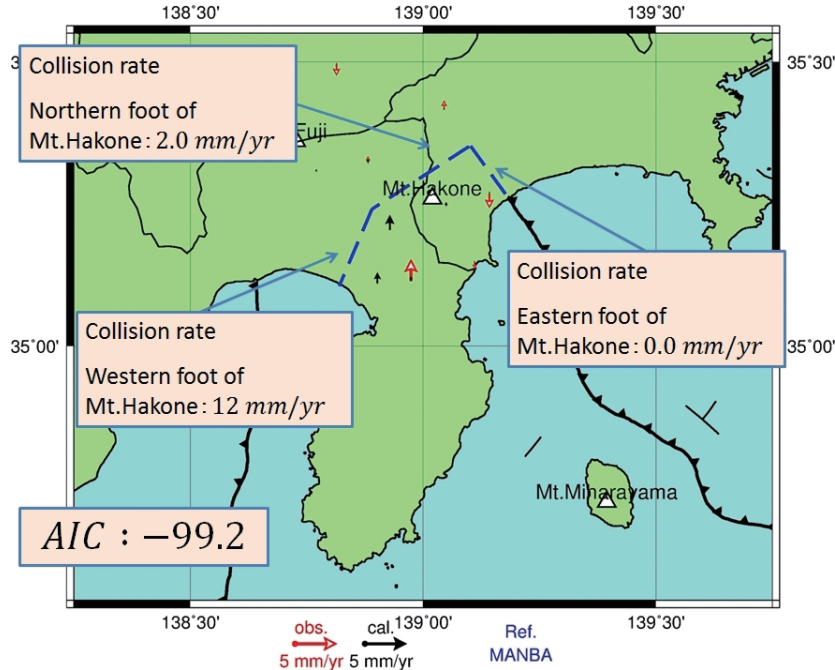 138˚30'
139˚00'
139˚30'
35˚30'
Collision rate
Northern foot of
Mt.Hakone: 2.0 mm/yr
Fuji
Mt.Hakone
Collision rate
Eastern foot of
Mt.Hakone: 0.0 mm/yr
35˚00'
35˚00'
Collision rate
Western foot of
Mt.Hakone: 12 mm/yr
Mt.Miharayama
AIC : −99.2
138˚30'
139˚00'
139˚30'
obs.
cal.
5 mm/yr
5 mm/yr
Ref.
MANBA